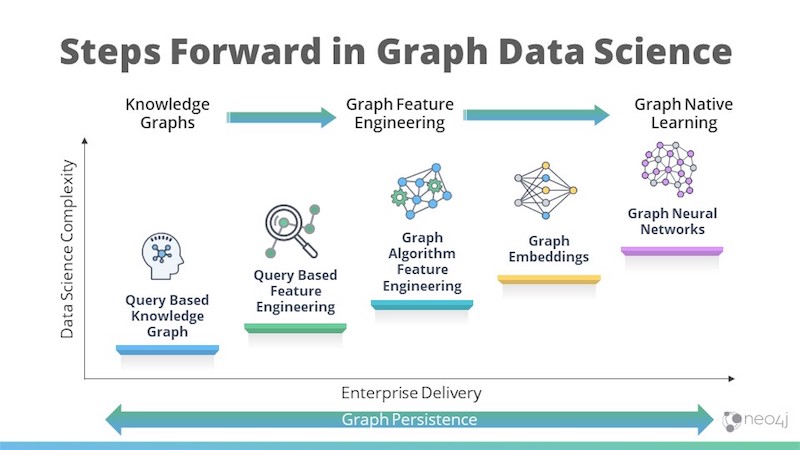 Steps Forward in Graph Data Science
Knowledge
Graphs
Graph Feature
Engineering
Graph Native
Learning
Data Science Complexity
Query Based
Knowledge
Graph
Query Based
Feature
Engineering
Graph
Algorithm
Feature
Engineering
Graph
Embeddings
Graph Neural
Networks
Enterprise Delivery
Graph Persistence
neo4j